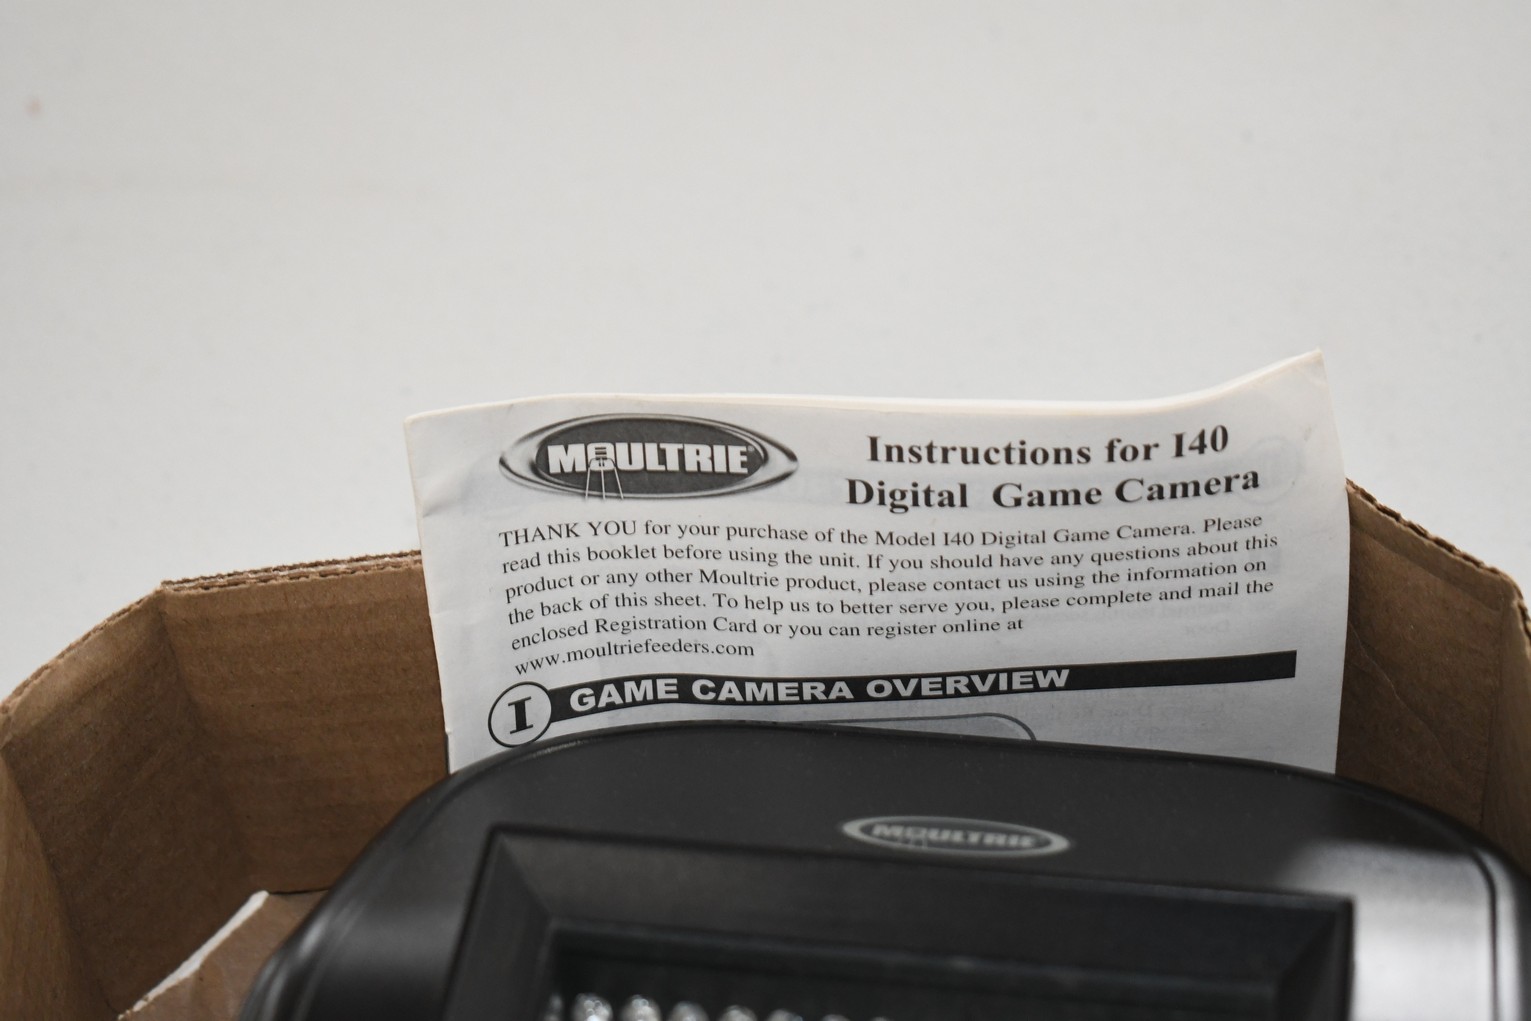 MOULTRIE
Instructions for I40
Digital Game Camera
THANK YOU for your purchase of the Model I40 Digital Game Camera. Please
read this booklet before using the unit. If you should have any questions about this
product or any other Moultrie product, please contact us using the information on
the back of this sheet. To help us to better serve you, please complete and mail the
enclosed Registration Card or you can register online at
www.moultriefeeders.com
I GAME CAMERA OVERVIEW
MOULTRIE